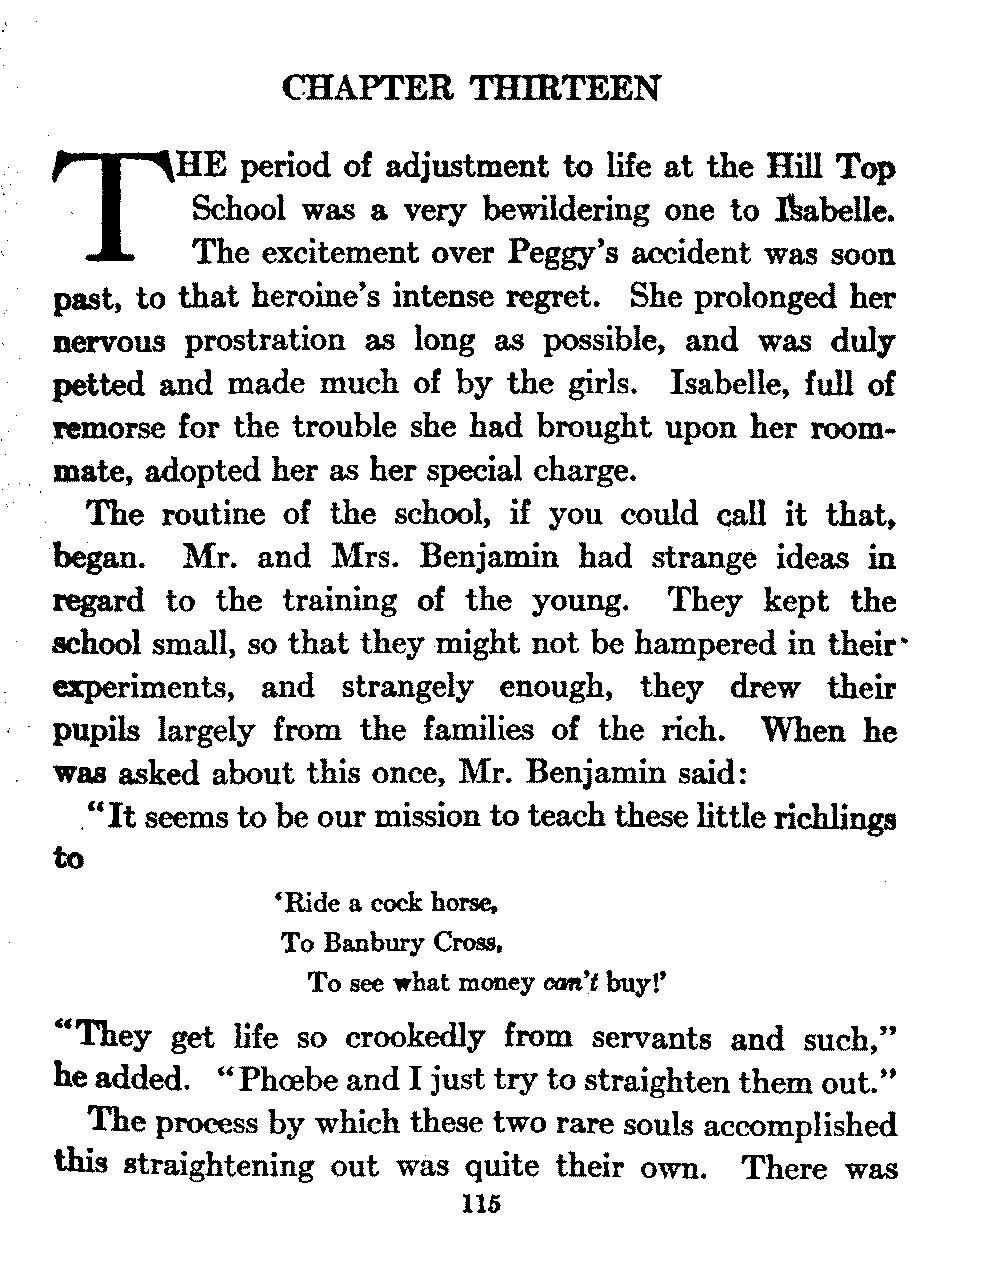 CHAPTER THIRTEEN
THE period of adjustment to life at the Hill Top
School was a very bewildering one to Isabelle.
The excitement over Peggy's accident was soon
past, to that heroine's intense regret. She prolonged her
nervous prostration as long as possible, and was duly
petted and made much of by the girls. Isabelle, full of
remorse for the trouble she had brought upon her room-
mate, adopted her as her special charge.
The routine of the school, if you could call it that,
began. Mr. and Mrs. Benjamin had strange ideas in
regard to the training of the young. They kept the
school small, so that they might not be hampered in their
experiments, and strangely enough, they drew their
pupils largely from the families of the rich. When he
was asked about this once, Mr. Benjamin said:
"It seems to be our mission to teach these little richlings
to
'Ride a cock horse,
To Banbury Cross,
To see what money can't buy!'
"They get life so crookedly from servants and such,"
he added. "Phœbe and I just try to straighten them out."
The process by which these two rare souls accomplished
this straightening out was quite their own. There was
115